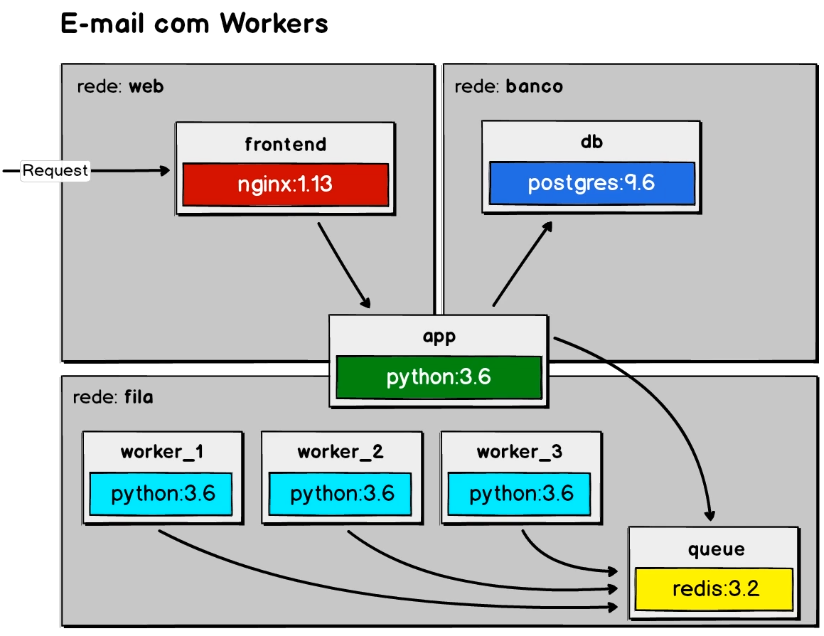 E-mail com Workers
rede: web
rede: banco
frontend
nginx:1.13
db
postgres:9.6
Request
app
python:3.6
rede: fila
worker_1
python:3.6
worker_2
python:3.6
worker_3
python:3.6
queue
redis:3.2